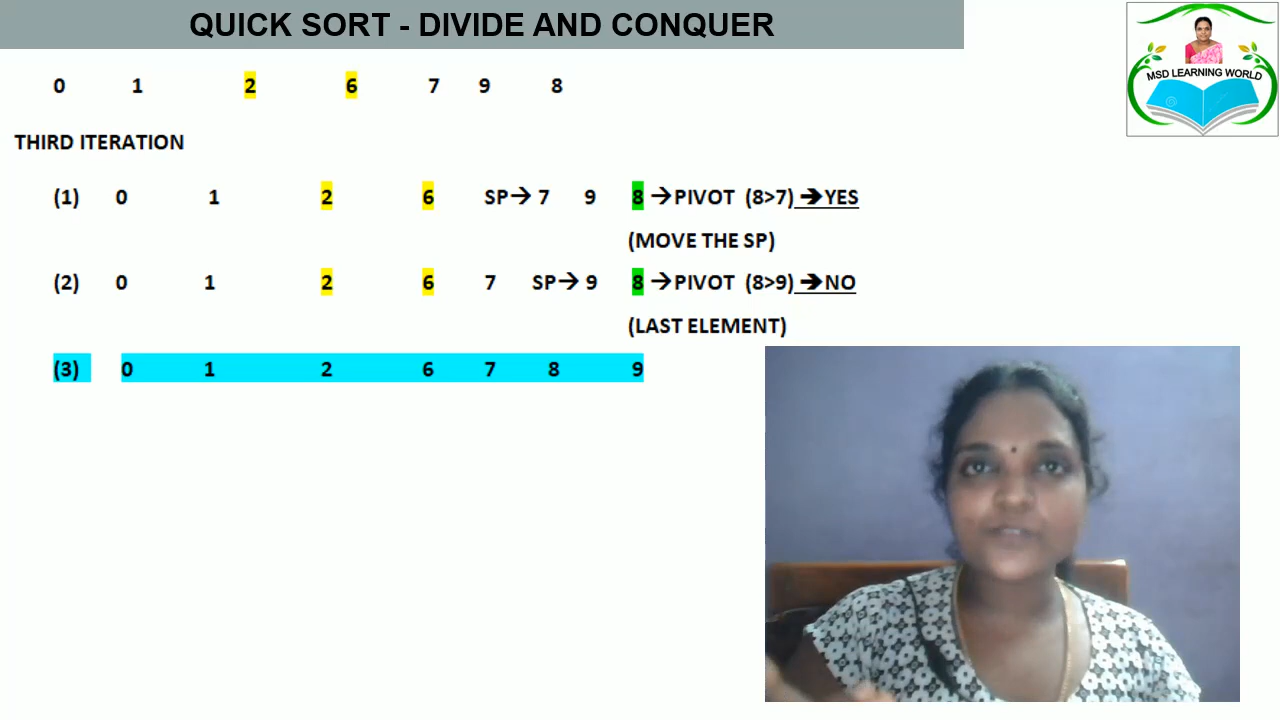 QUICK SORT - DIVIDE AND CONQUER
MSD LEARNING WORLD
0 1 2 6 7 9 8
THIRD ITERATION
(1) 0 1 2 6 SP→ 7 9 8 →PIVOT (8>7) →YES
(MOVE THE SP)
(2) 0 1 2 6 7 SP→ 9 8 →PIVOT (8>9) →NO
(LAST ELEMENT)
(3) 0 1 2 6 7 8 9